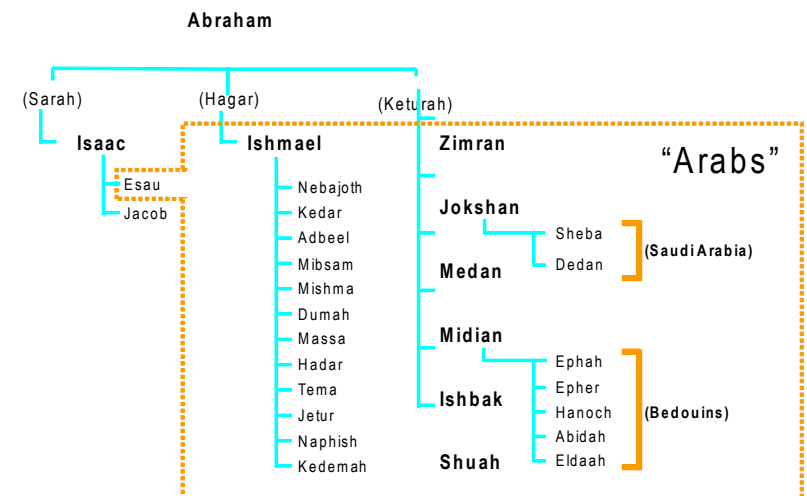 Abraham
(Sarah)
(Hagar)
(Keturah)
Isaac
Esau
Jacob
Ishmael
Nebajoth
Kedar
Adbeel
Mibsam
Mishma
Dumah
Massa
Hadar
Tema
Jetur
Naphish
Kedemah
Zimran
Jokshan
Sheba
Dedan
(Saudi Arabia)
Medan
Midian
Ephah
Epher
Hanoch
Abidah
Eldaah
(Bedouins)
Ishbak
Shuah
“Arabs”